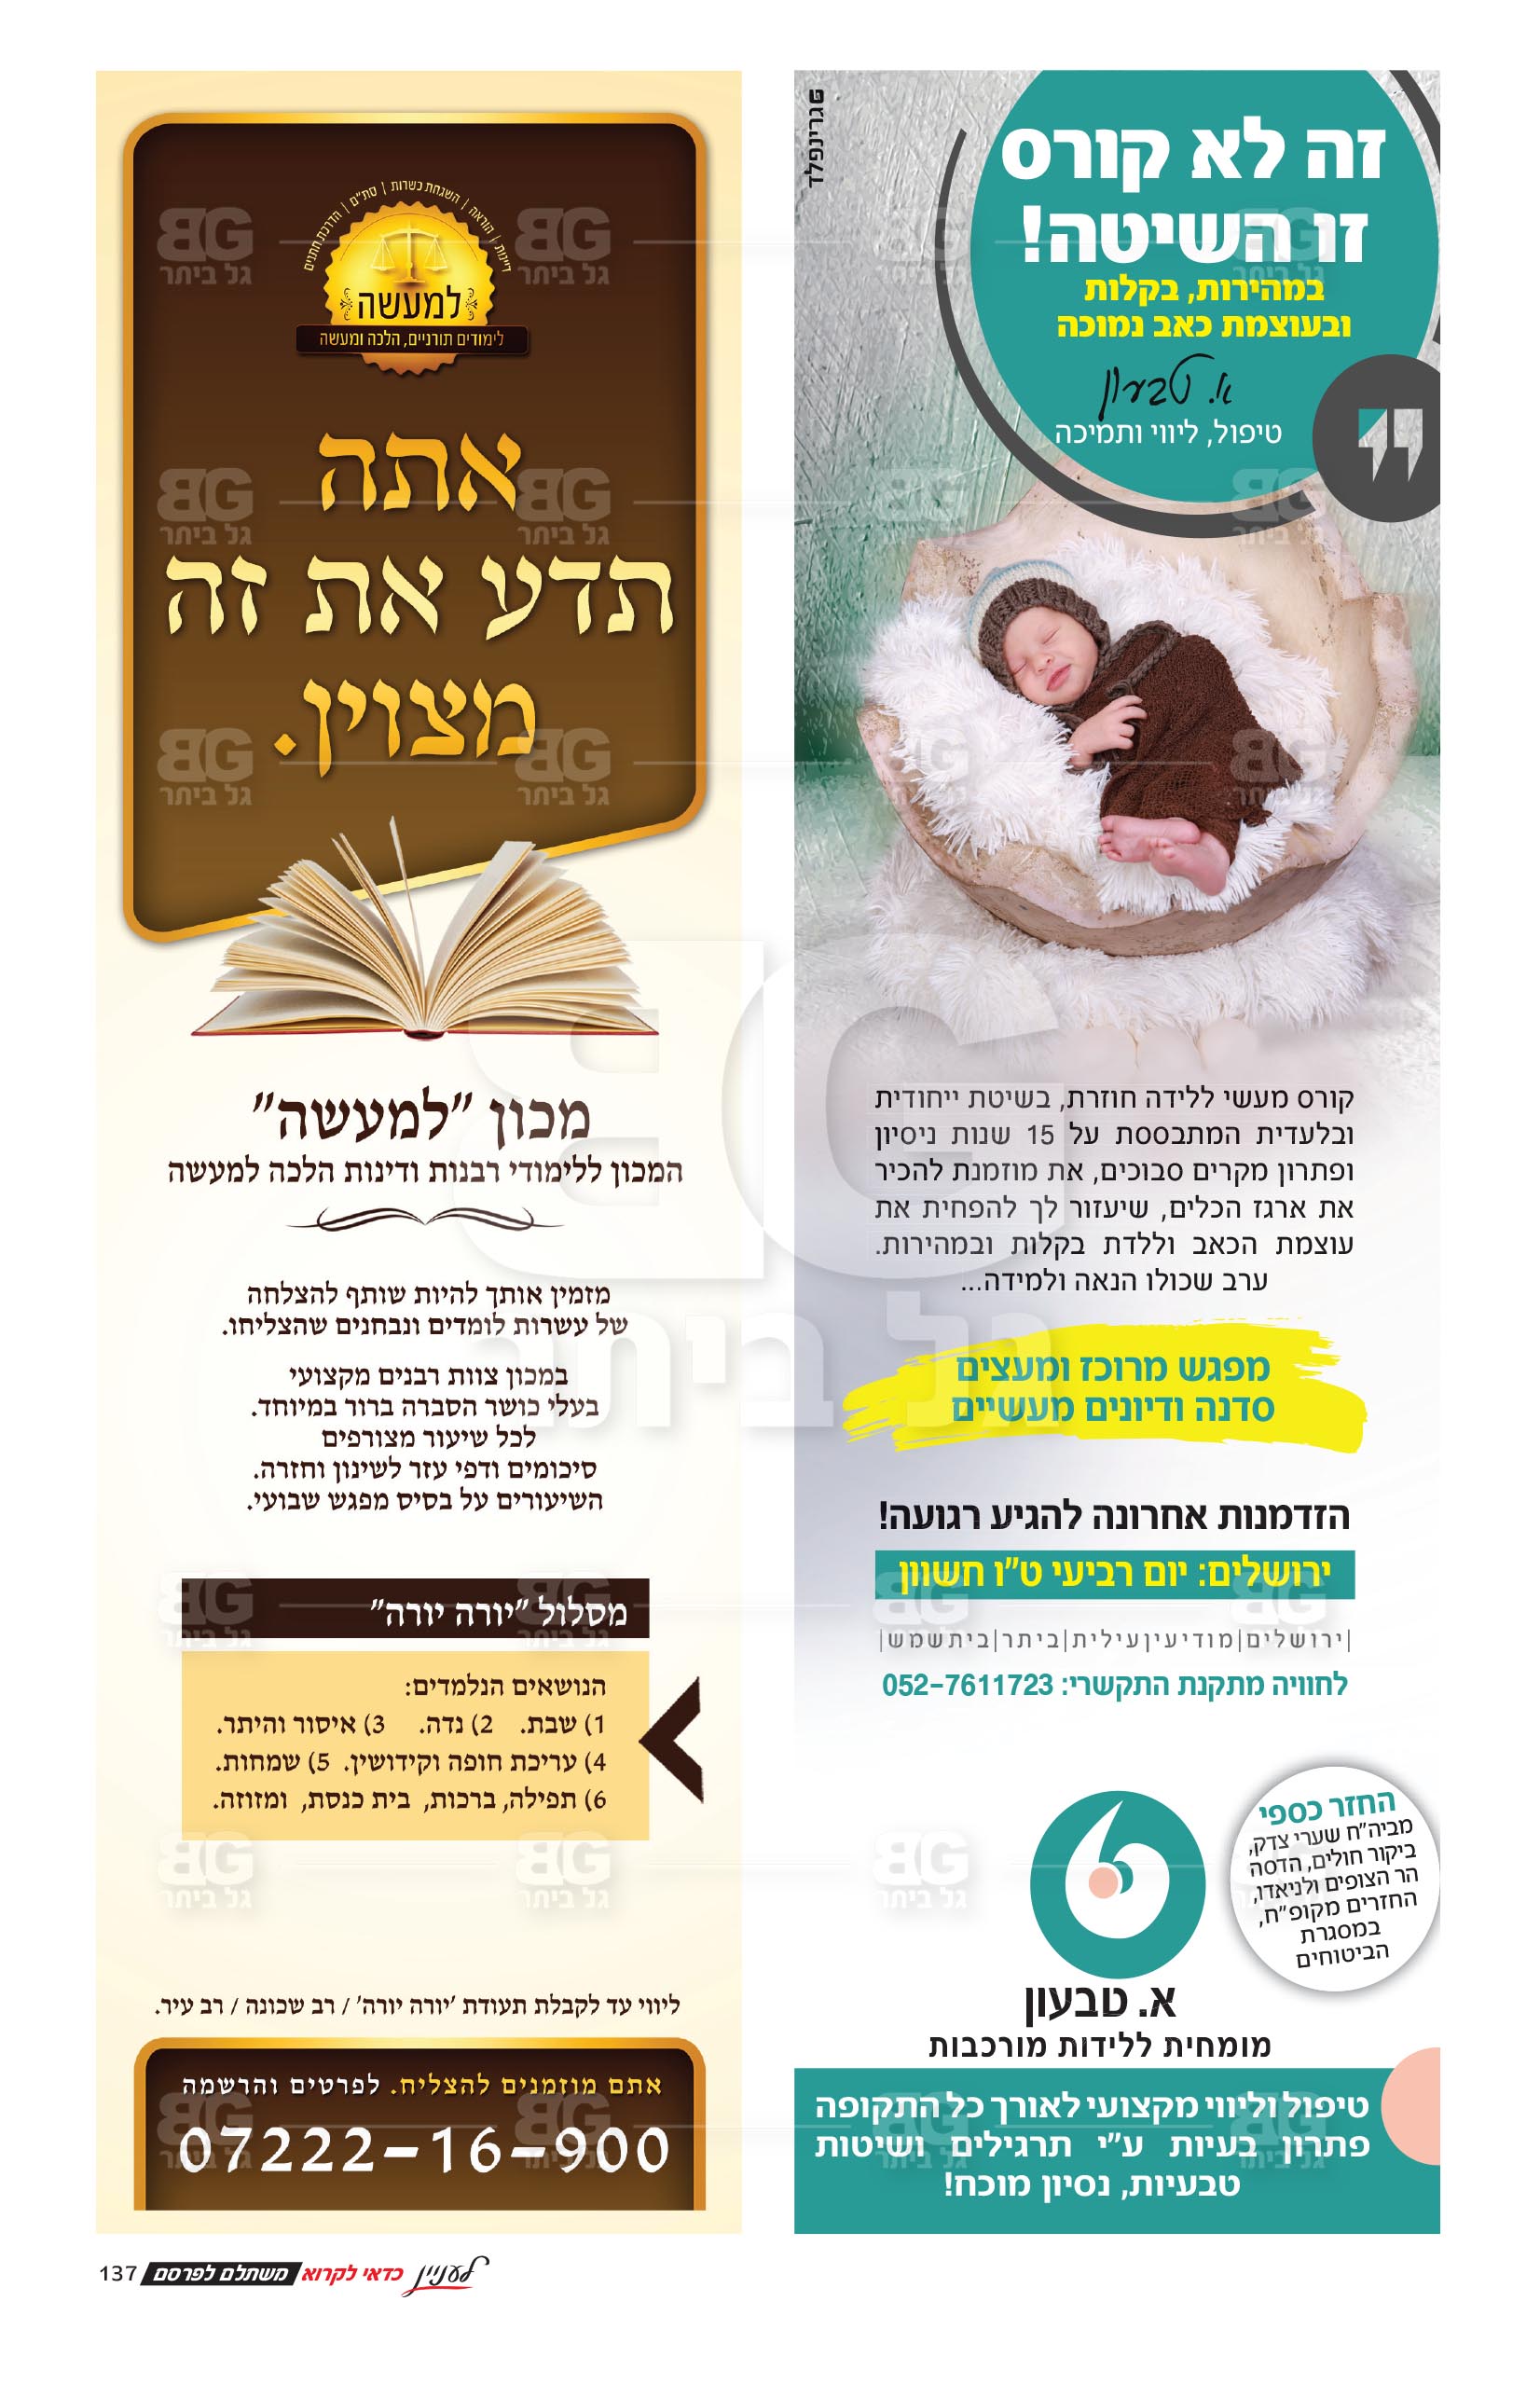 גרינפלד
זה לא קורס
זו השיטה!
במהירות, בקלות
ובעוצמת כאב נמוכה
א. טבעון
טיפול, ליווי ותמיכה
קורס מעשי ללידה חוזרת, בשיטת ייחודית
ובלעדית המתבססת על 15 שנות ניסיון
ופתרון מקרים סבוכים, את מוזמנת להכיר
את ארגז הכלים, שיעזור לך להפחית את
עוצמת הכאב וללדת בקלות ובמהירות.
ערב שכולו הנאה ולמידה...
מפגש מרוכז ומעצים
סדנה ודיונים מעשיים
הזדמנות אחרונה להגיע רגועה!
ירושלים: יום רביעי ט"ו חשוון
|ירושלים|מודיעין עילית|ביתר|בית שמש|
לחוויה מתקנת התקשרי: 052-7611723
החזר כספי
מביה"ח שערי צדק,
ביקור חולים, הדסה
הר הצופים ולניאדו,
החזרים מקופ"ח,
במסגרת
הביטוחים
א. טבעון
מומחית ללידות מורכבות
טיפול וליווי מקצועי לאורך כל התקופה
פתרון בעיות ע"י תרגילים ושיטות
טבעיות, נסיון מוכח!
דיינות | הוראה | השגחת כשרות | סת"ם | הדרכת חתנים
למעשה
לימודים תורניים, הלכה ומעשה
אתה
תדע את זה
מצוין.
מכון "למעשה"
המכון ללימודי רבנות ודינות הלכה למעשה
מזמין אותך להיות שותף להצלחה
של עשרות לומדים ונבחנים שהצליחו.
במכון צוות רבנים מקצועי
בעלי כושר הסברה ברור במיוחד.
לכל שיעור מצורפים
סיכומים ודפי עזר לשינון וחזרה.
השיעורים על בסיס מפגש שבועי.
מסלול "יורה יורה"
הנושאים הנלמדים:
1) שבת. 2) נדה. 3) איסור והיתר.
4) עריכת חופה וקידושין. 5) שמחות.
6) תפילה, ברכות, בית כנסת, ומזוזה.
ליווי עד לקבלת תעודת 'יורה יורה' / רב שכונה / רב עיר.
אתם מוזמנים להצליח. לפרטים והרשמה
07222-16-900
לעניין כדאי לקרוא משתלם לפרסם 137
BG
גל ביתר